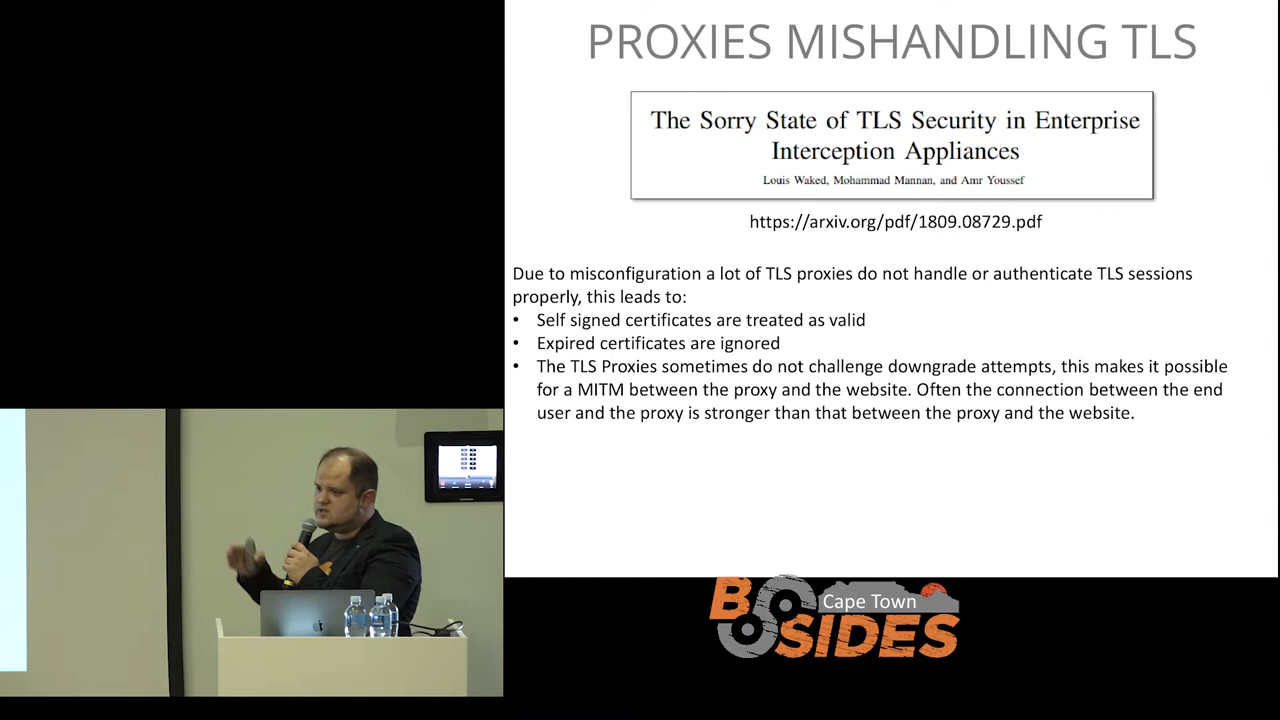 PROXIES MISHANDLING TLS
The Sorry State of TLS Security in Enterprise
Interception Appliances
Louis Waked, Mohammad Mannan, and Amr Youssef
https://arxiv.org/pdf/1809.08729.pdf
Due to misconfiguration a lot of TLS proxies do not handle or authenticate TLS sessions
properly, this leads to:
• Self signed certificates are treated as valid
• Expired certificates are ignored
• The TLS Proxies sometimes do not challenge downgrade attempts, this makes it possible
for a MITM between the proxy and the website. Often the connection between the end
user and the proxy is stronger than that between the proxy and the website.
BSIDES
Cape Town